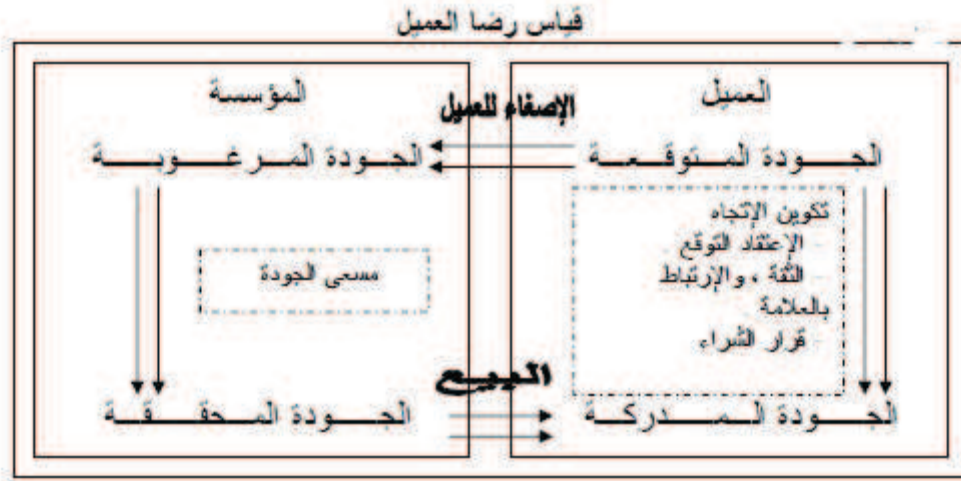 قياس رضا العميل
العميل
المؤسسة
الإصغاء للعميل
الجودة المتوقعة
الجودة المرغوبة
تكوين الإتجاه
- الإعتقاد التوقع
- الثقة ، والإرتباط
بالعلامة
- قرار الشراء
مسعى الجودة
البيع
الجودة المدركة
الجودة المحققة